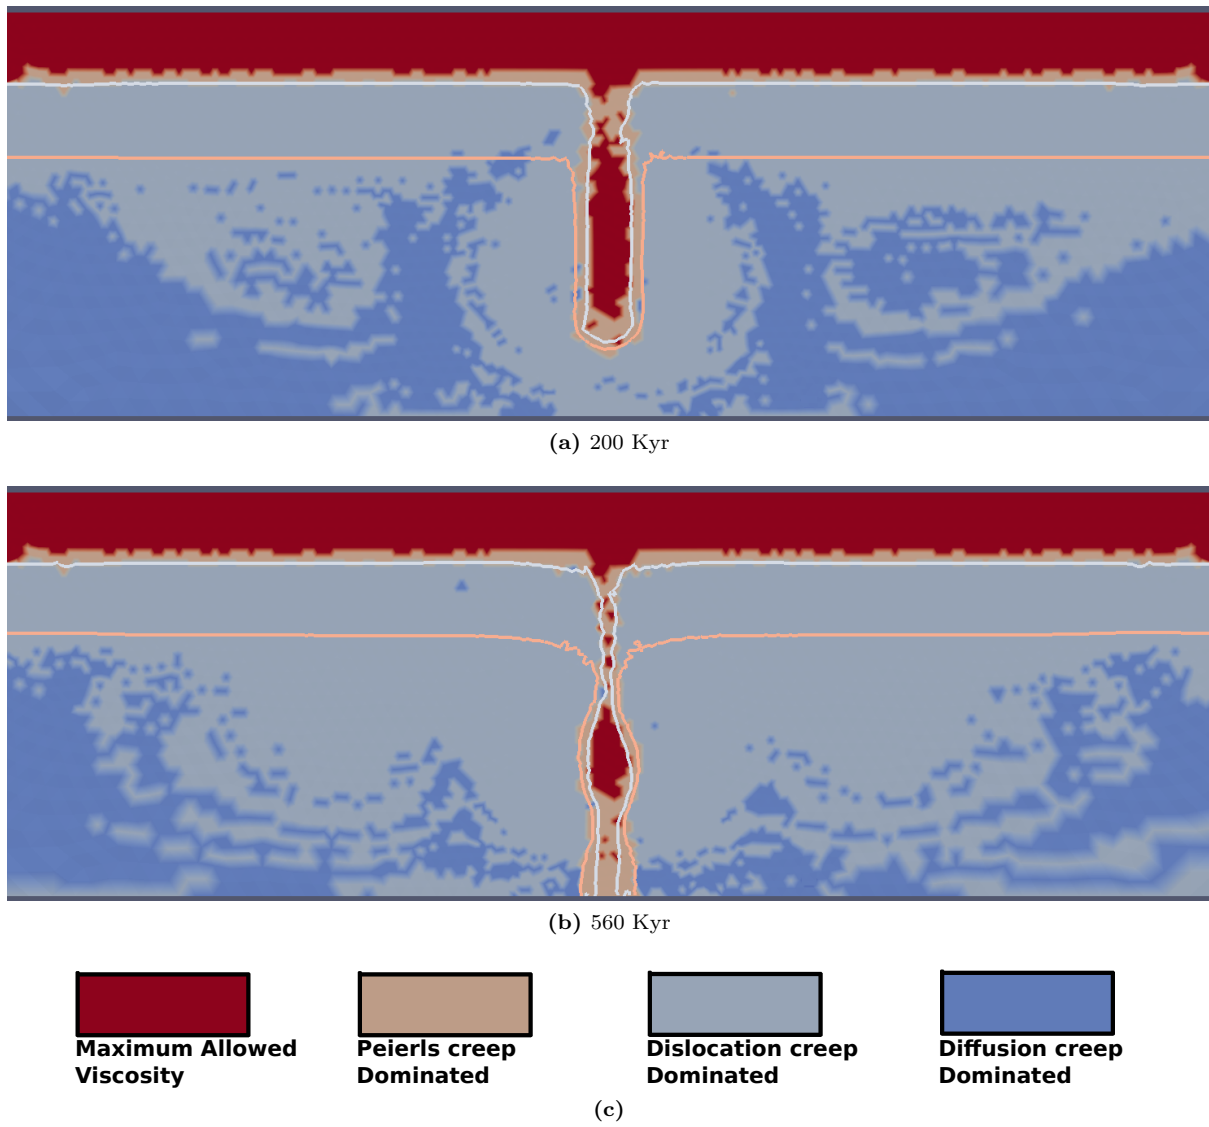 (a) 200 Kyr
(b) 560 Kyr
Maximum Allowed
Viscosity
Peierls creep
Dominated
Dislocation creep
Dominated
Diffusion creep
Dominated
(c)